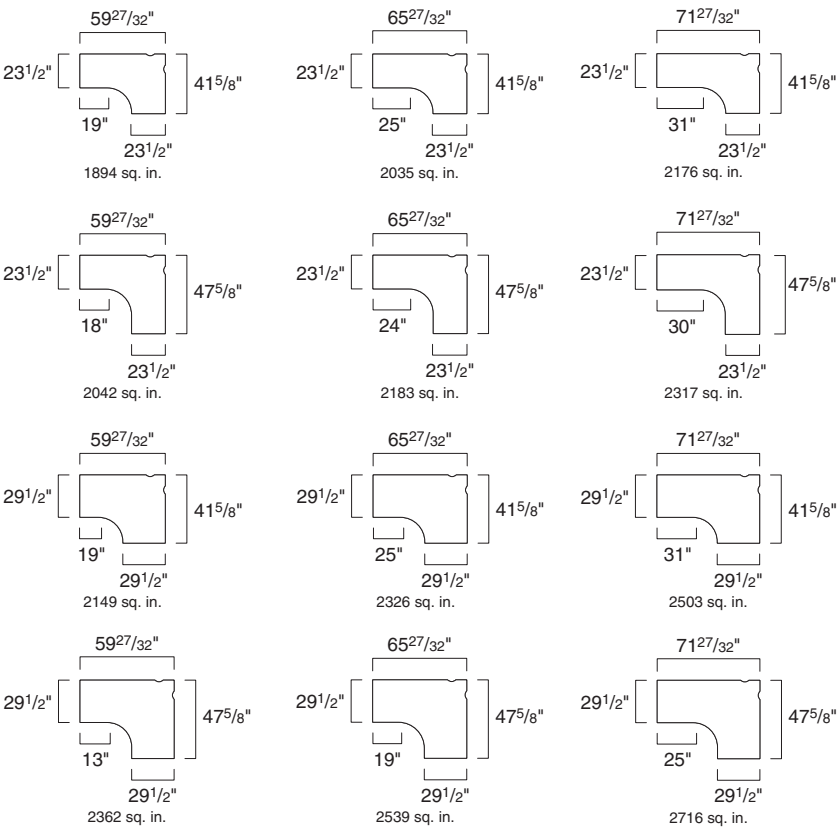 59 27/32" 65 27/32" 71 27/32"
23 1/2" 41 5/8" 23 1/2" 41 5/8" 23 1/2" 41 5/8"
19" 25" 31"
23 1/2" 23 1/2" 23 1/2"
1894 sq. in. 2035 sq. in. 2176 sq. in.
59 27/32" 65 27/32" 71 27/32"
23 1/2" 47 5/8" 23 1/2" 47 5/8" 23 1/2" 47 5/8"
18" 24" 30"
23 1/2" 23 1/2" 23 1/2"
2042 sq. in. 2183 sq. in. 2317 sq. in.
59 27/32" 65 27/32" 71 27/32"
29 1/2" 41 5/8" 29 1/2" 41 5/8" 29 1/2" 41 5/8"
19" 25" 31"
29 1/2" 29 1/2" 29 1/2"
2149 sq. in. 2326 sq. in. 2503 sq. in.
59 27/32" 65 27/32" 71 27/32"
29 1/2" 47 5/8" 29 1/2" 47 5/8" 29 1/2" 47 5/8"
13" 19" 25"
29 1/2" 29 1/2" 29 1/2"
2362 sq. in. 2539 sq. in. 2716 sq. in.